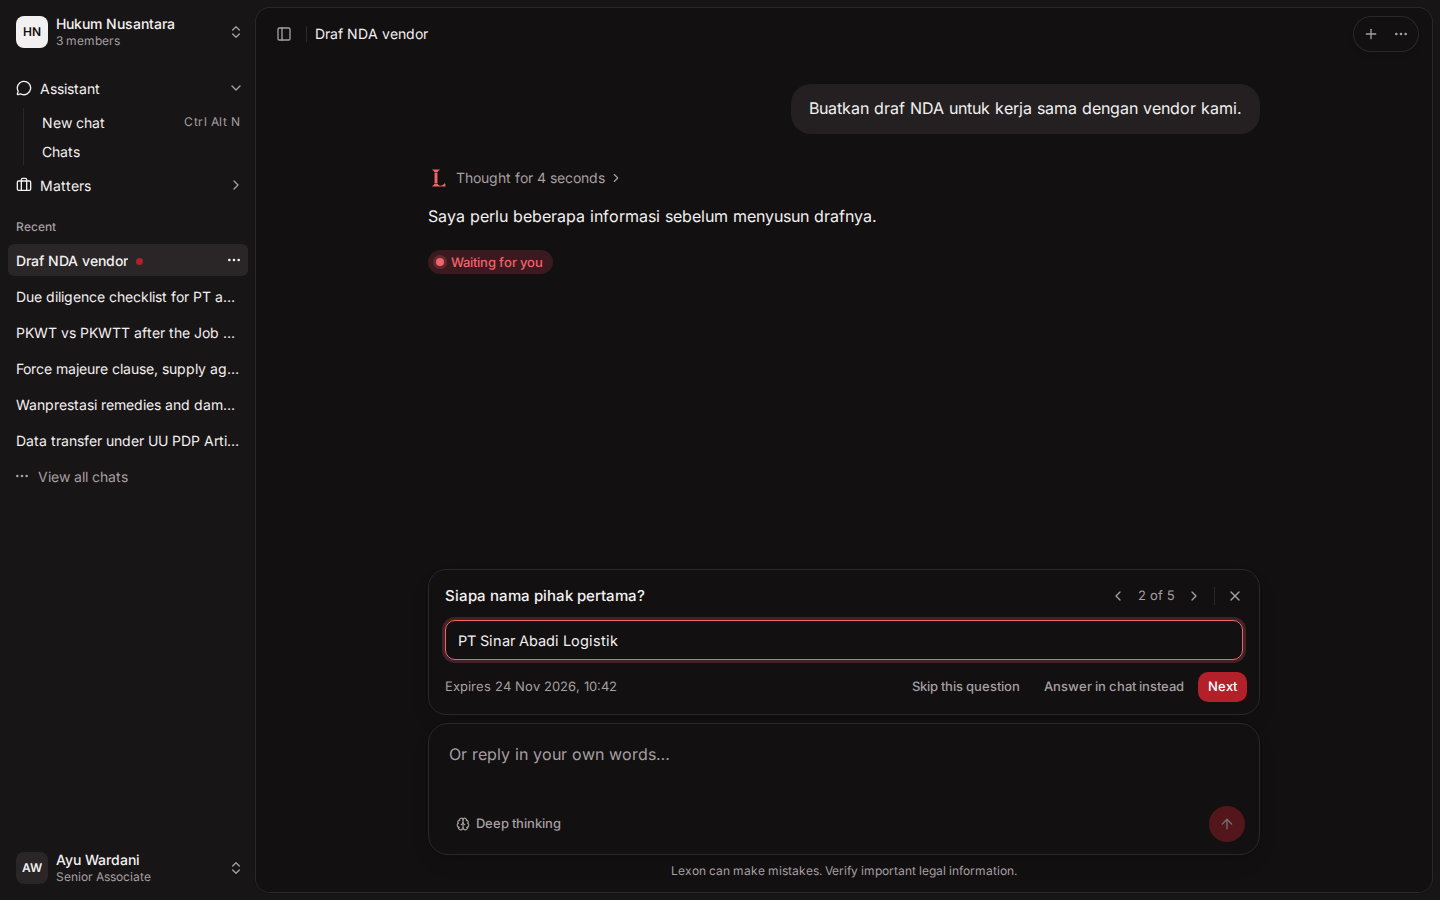 HN
Hukum Nusantara
3 members
Assistant
New chat
Ctrl Alt N
Chats
Matters
Recent
Draf NDA vendor
Due diligence checklist for PT a...
PKWT vs PKWTT after the Job ...
Force majeure clause, supply ag...
Wanprestasi remedies and dam...
Data transfer under UU PDP Arti...
View all chats
AW
Ayu Wardani
Senior Associate
Draf NDA vendor
Buatkan draf NDA untuk kerja sama dengan vendor kami.
L
Thought for 4 seconds
Saya perlu beberapa informasi sebelum menyusun drafnya.
Waiting for you
Siapa nama pihak pertama?
2 of 5
PT Sinar Abadi Logistik
Expires 24 Nov 2026, 10:42
Skip this question
Answer in chat instead
Next
Or reply in your own words...
Deep thinking
Lexon can make mistakes. Verify important legal information.